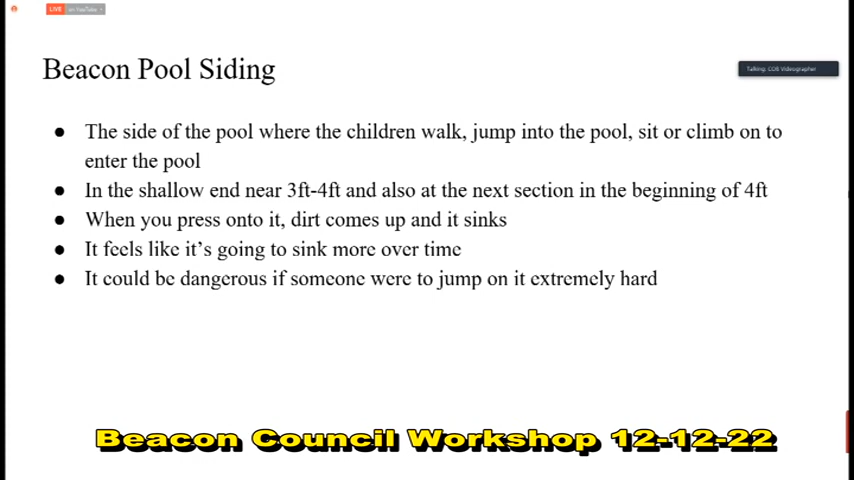 LIVE on YouTube
Beacon Pool Siding
Talking: COB Videographer
● The side of the pool where the children walk, jump into the pool, sit or climb on to
enter the pool
● In the shallow end near 3ft-4ft and also at the next section in the beginning of 4ft
● When you press onto it, dirt comes up and it sinks
● It feels like it’s going to sink more over time
● It could be dangerous if someone were to jump on it extremely hard
Beacon Council Workshop 12-12-22